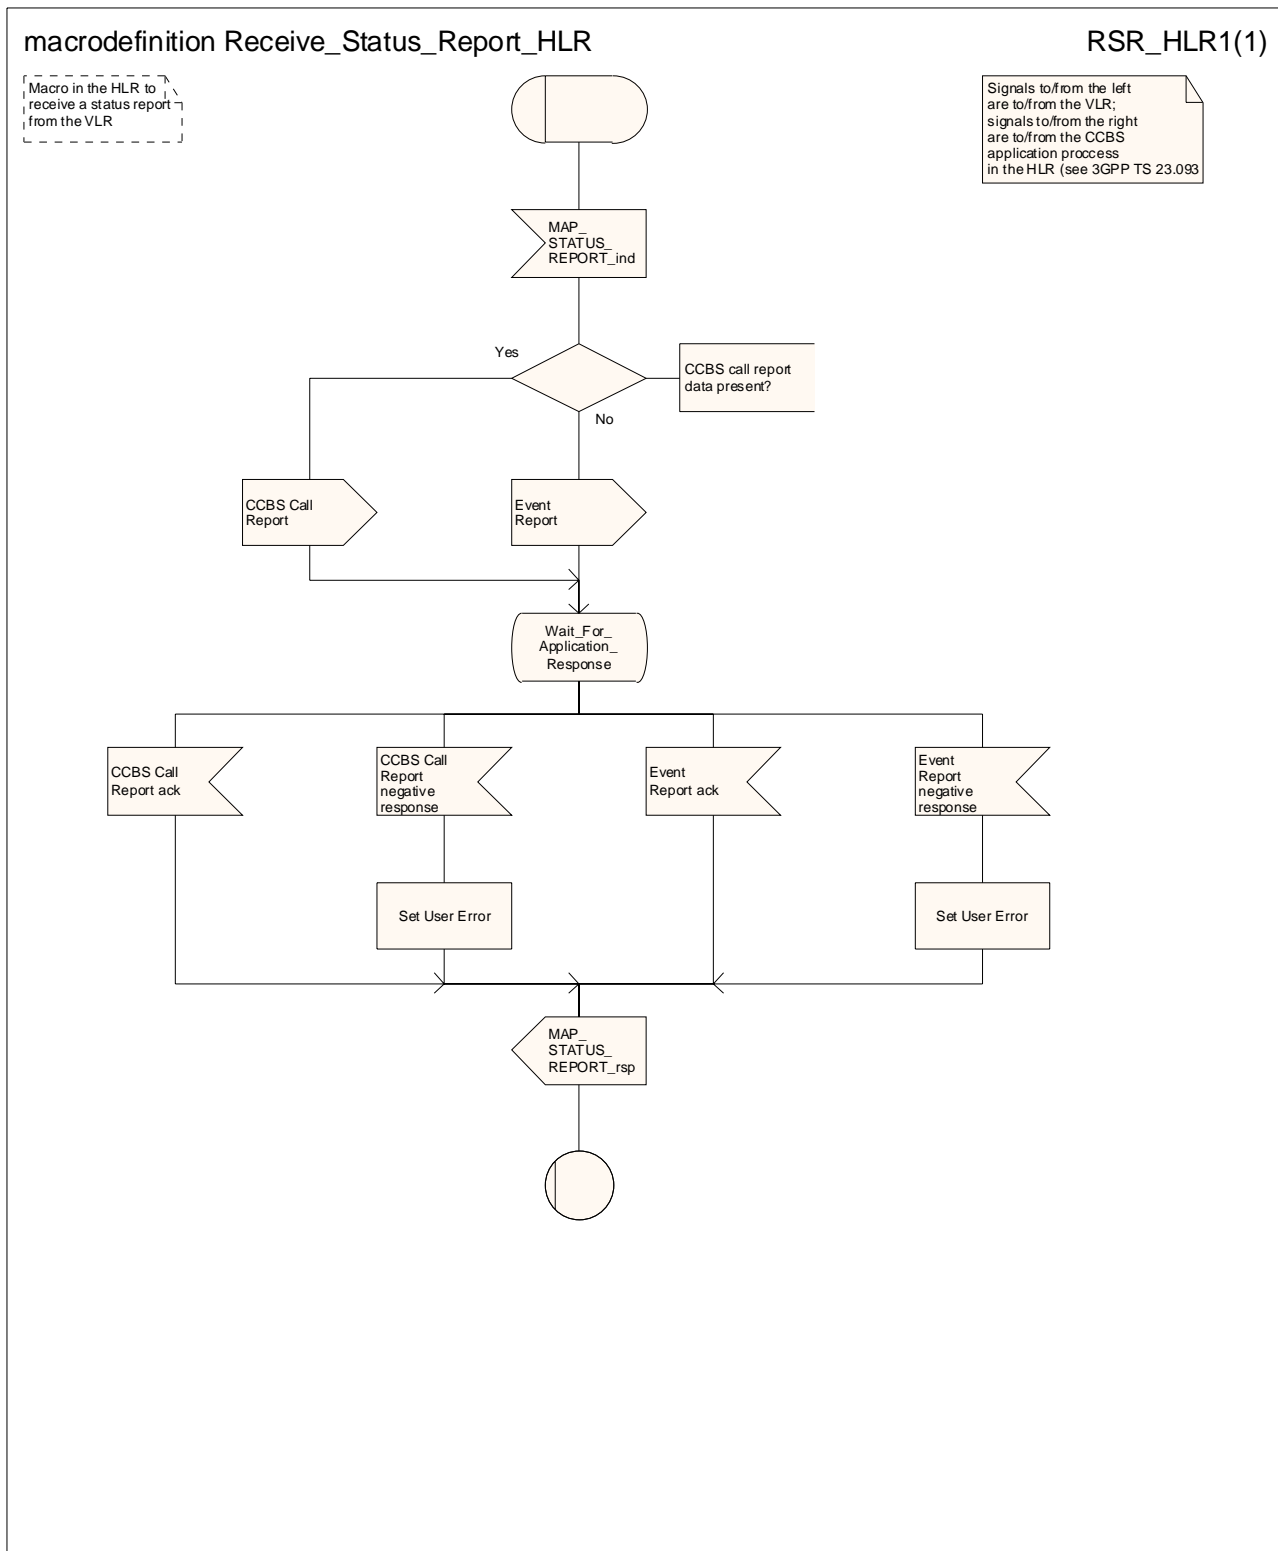 macrodefinition Receive_Status_Report_HLR
RSR_HLR1(1)
Macro in the HLR to
receive a status report
from the VLR
Signals to/from the left
are to/from the VLR;
signals to/from the right
are to/from the CCBS
application proccess
in the HLR (see 3GPP TS 23.093
MAP_
STATUS_
REPORT_ind
Yes
CCBS call report
data present?
No
CCBS Call
Report
Event
Report
Wait_For_
Application_
Response
CCBS Call
Report ack
CCBS Call
Report
negative
response
Event
Report ack
Event
Report
negative
response
Set User Error
Set User Error
MAP_
STATUS_
REPORT_rsp